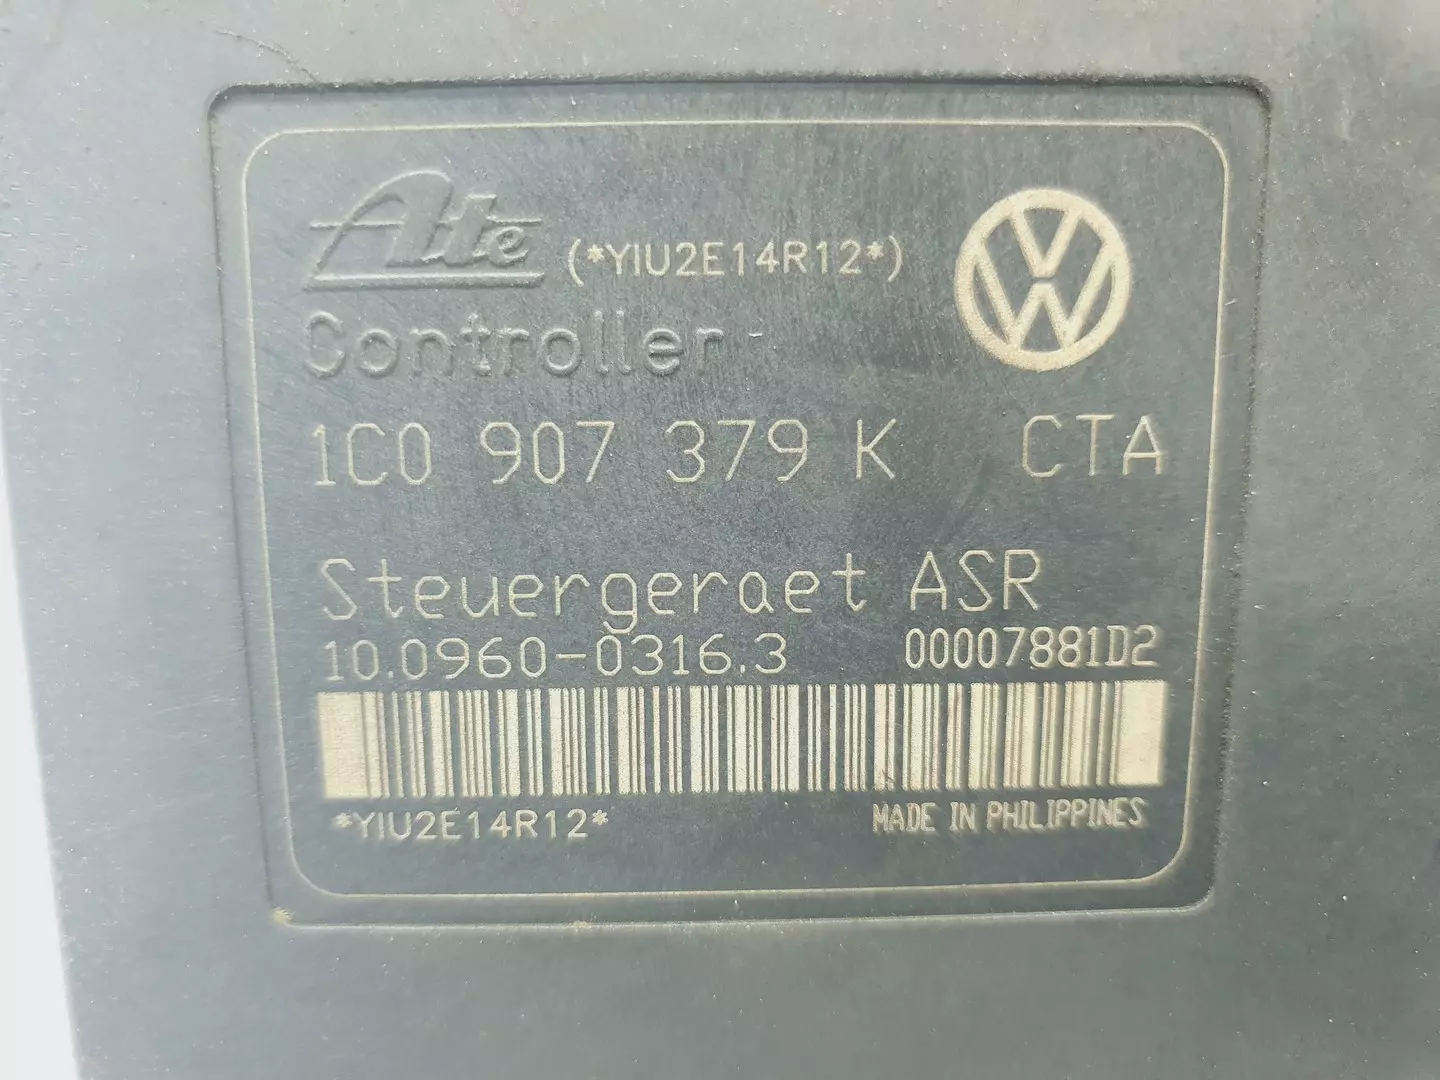 Ate (*YIU2E14R12*)
Controller
1C0 907 379 K CTA
Steuergeraet ASR
10.0960-0316.3 00007881D2
*YIU2E14R12* MADE IN PHILIPPINES